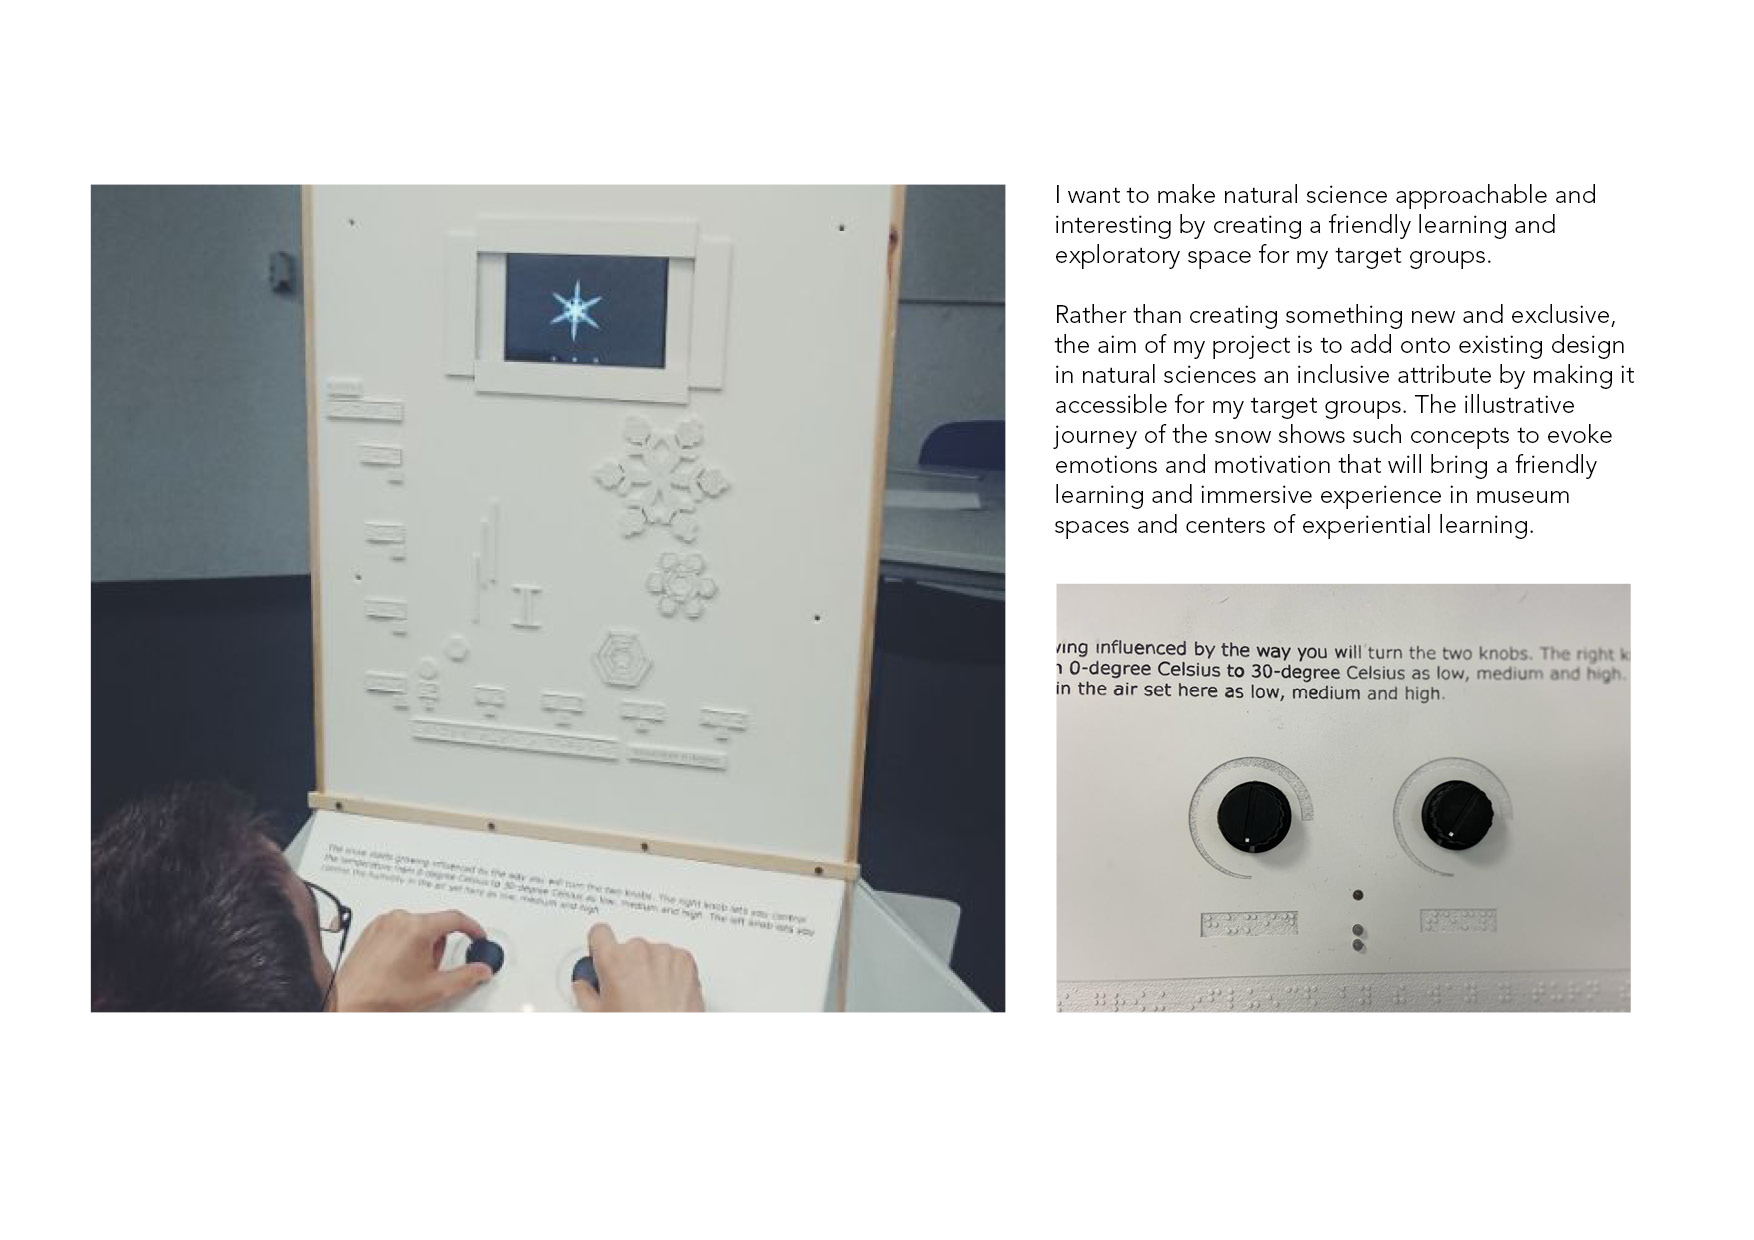 I want to make natural science approachable and
interesting by creating a friendly learning and
exploratory space for my target groups.
Rather than creating something new and exclusive,
the aim of my project is to add onto existing design
in natural sciences an inclusive attribute by making it
accessible for my target groups. The illustrative
journey of the snow shows such concepts to evoke
emotions and motivation that will bring a friendly
learning and immersive experience in museum
spaces and centers of experiential learning.
The snow starts growing influenced by the way you will turn the two knobs. The right knob lets you control
the temperature from 0-degree Celsius to 30-degree Celsius as low, medium and high. The left knob lets you
control the humidity in the air set here as low, medium and high.
ving influenced by the way you will turn the two knobs. The right k
0-degree Celsius to 30-degree Celsius as low, medium and high.
in the air set here as low, medium and high.